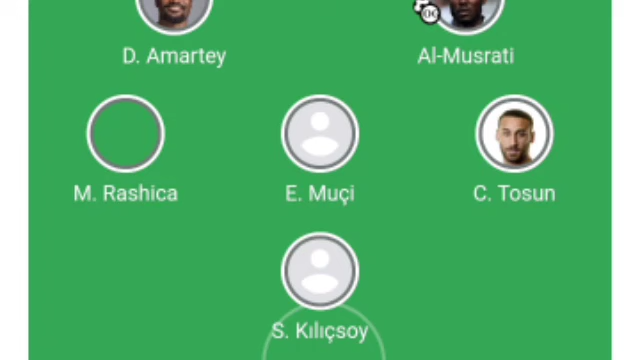 D. Amartey
Al-Musrati
M. Rashica
E. Muçi
C. Tosun
S. Kılıçsoy